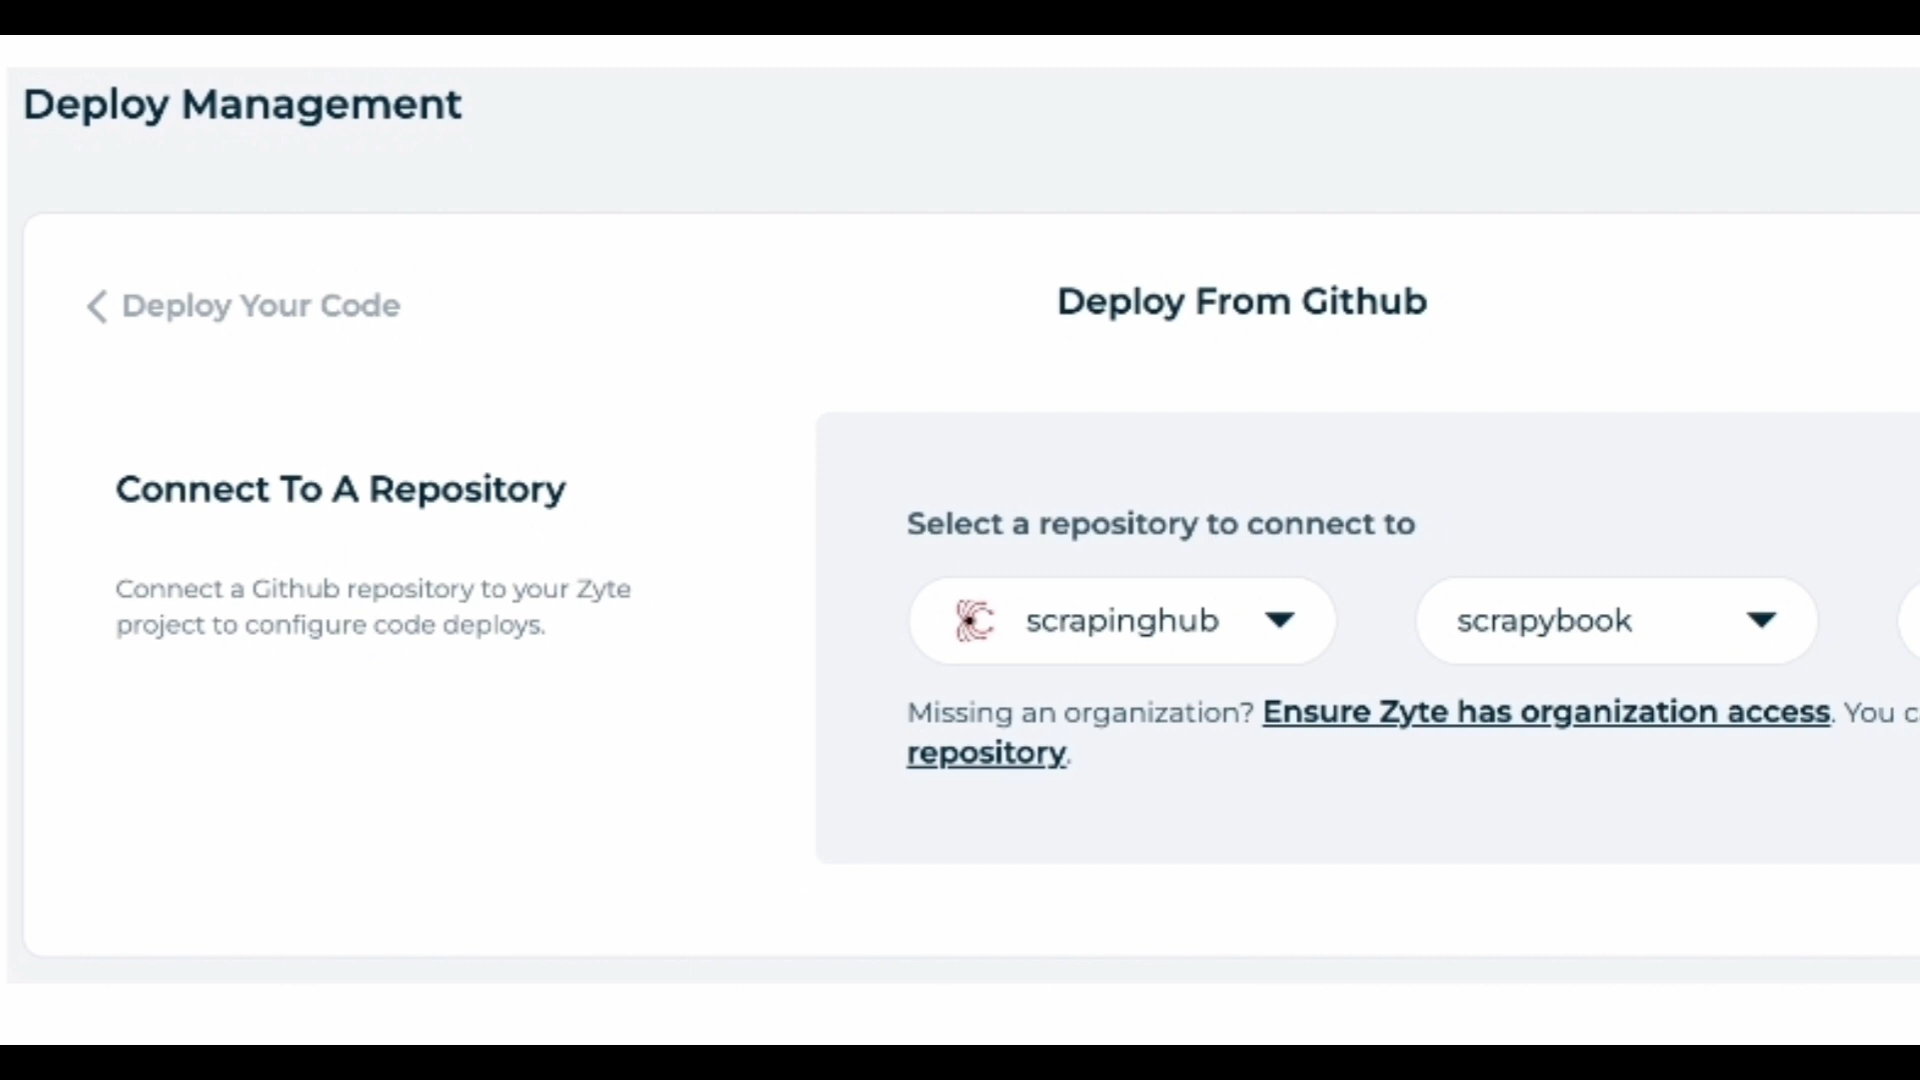 Deploy Management
Deploy Your Code
Deploy From Github
Connect To A Repository
Connect a Github repository to your Zyte
project to configure code deploys.
Select a repository to connect to
scrapinghub
scrapybook
Missing an organization? Ensure Zyte has organization access. You
repository.